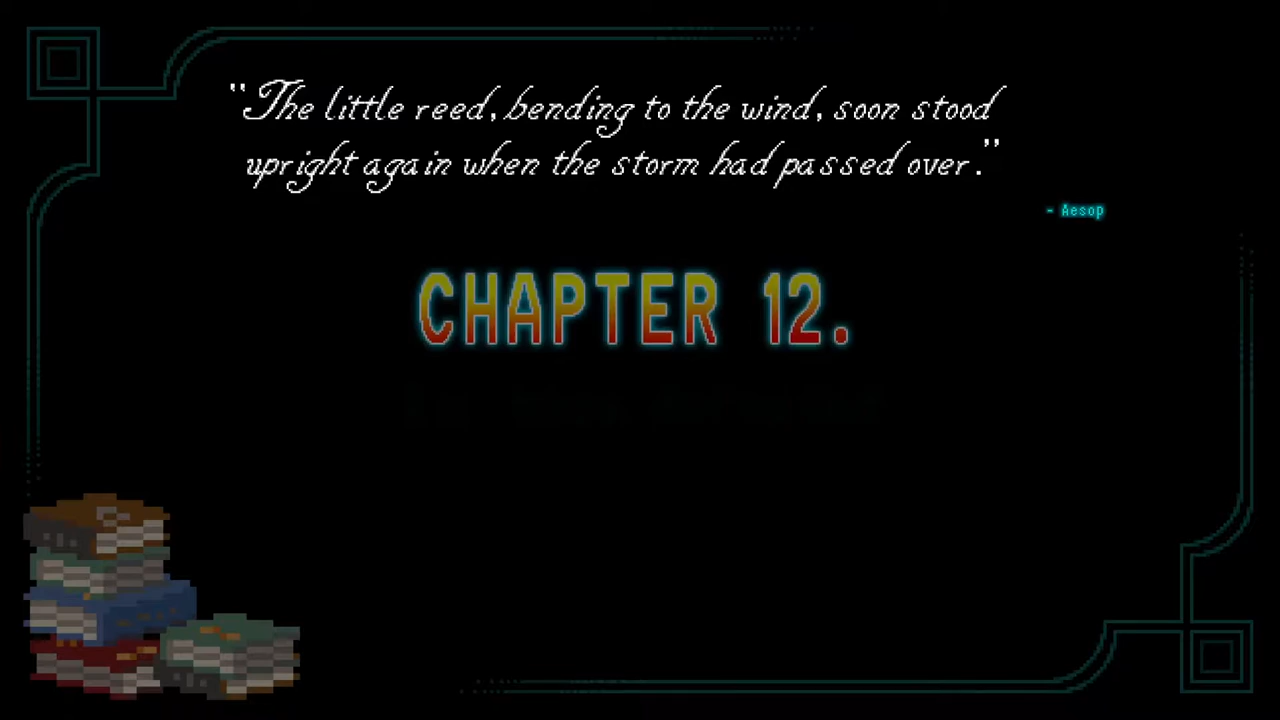 "The little reed, bending to the wind, soon stood
upright again when the storm had passed over."
- Aesop
CHAPTER 12.